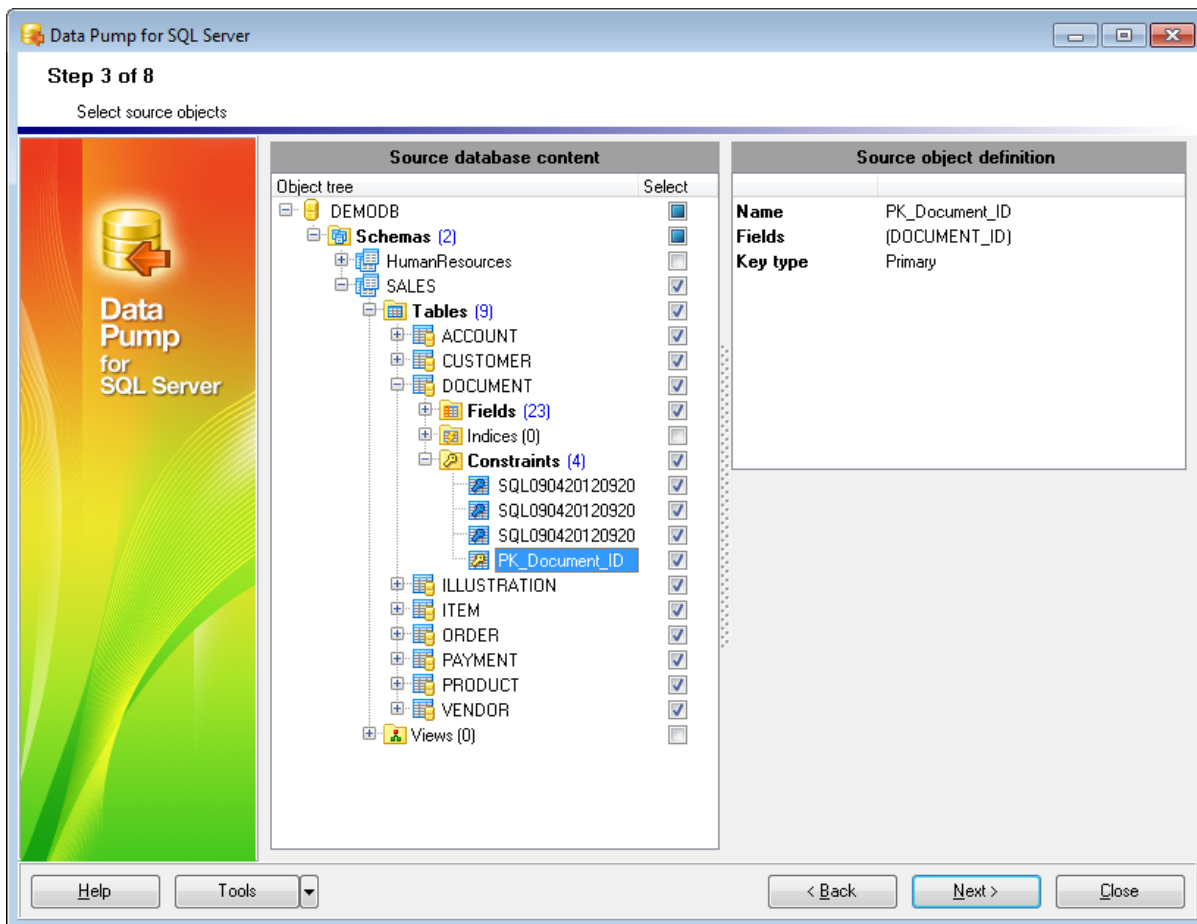 Data Pump for SQL Server
Step 3 of 8
Select source objects
Data
Pump
for
SQL Server
Source database content
Object tree Select
DEMODB
Schemas (2)
HumanResources
SALES
Tables (9)
ACCOUNT
CUSTOMER
DOCUMENT
Fields (23)
Indices (0)
Constraints (4)
SQL090420120920
SQL090420120920
SQL090420120920
PK_Document_ID
ILLUSTRATION
ITEM
ORDER
PAYMENT
PRODUCT
VENDOR
Views (0)
Source object definition
Name PK_Document_ID
Fields (DOCUMENT_ID)
Key type Primary
Help Tools < Back Next > Close